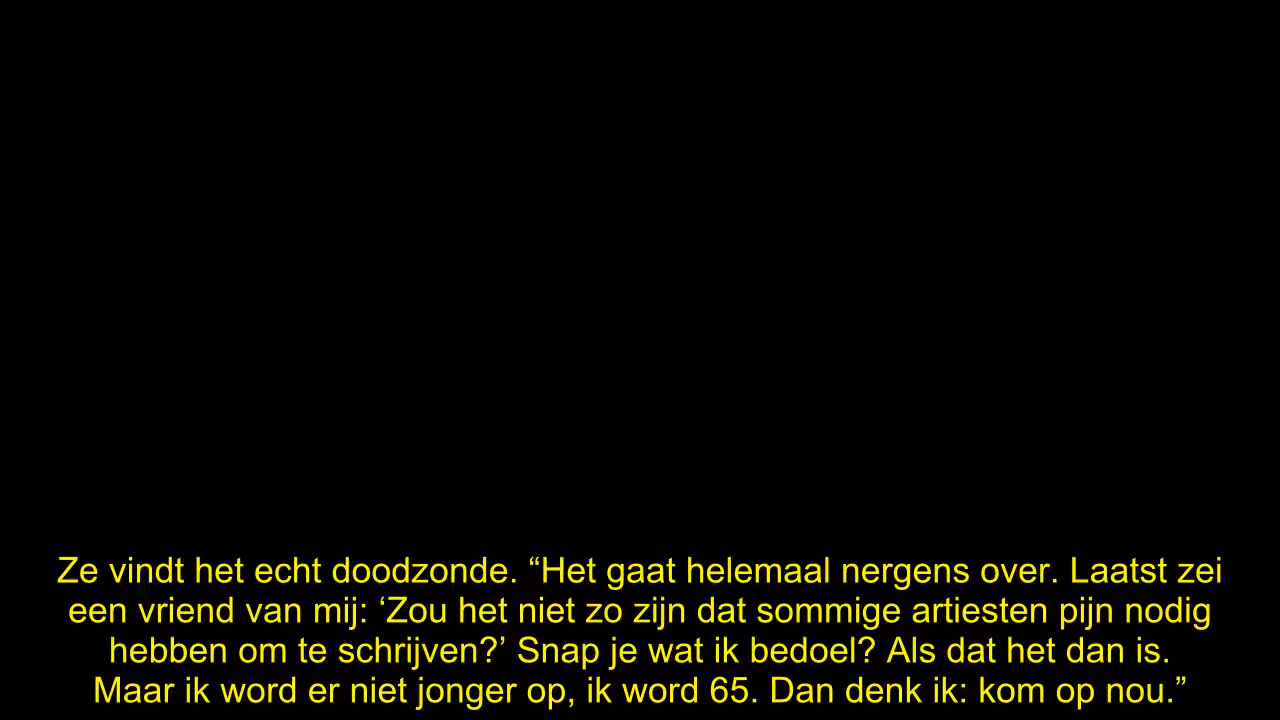 Ze vindt het echt doodzonde. “Het gaat helemaal nergens over. Laatst zei
een vriend van mij: ‘Zou het niet zo zijn dat sommige artiesten pijn nodig
hebben om te schrijven?’ Snap je wat ik bedoel? Als dat het dan is.
Maar ik word er niet jonger op, ik word 65. Dan denk ik: kom op nou.”